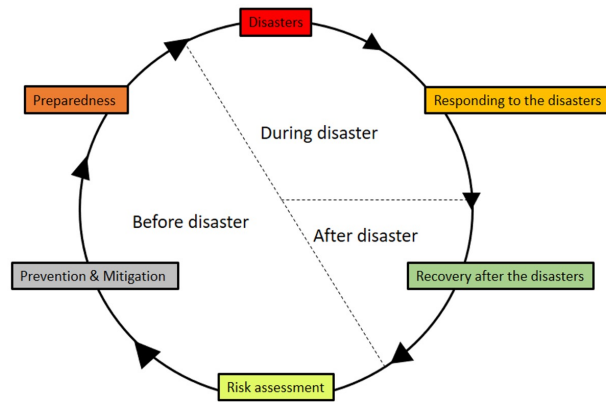 Disasters
Preparedness
Responding to the disasters
During disaster
Before disaster
After disaster
Prevention & Mitigation
Recovery after the disasters
Risk assessment